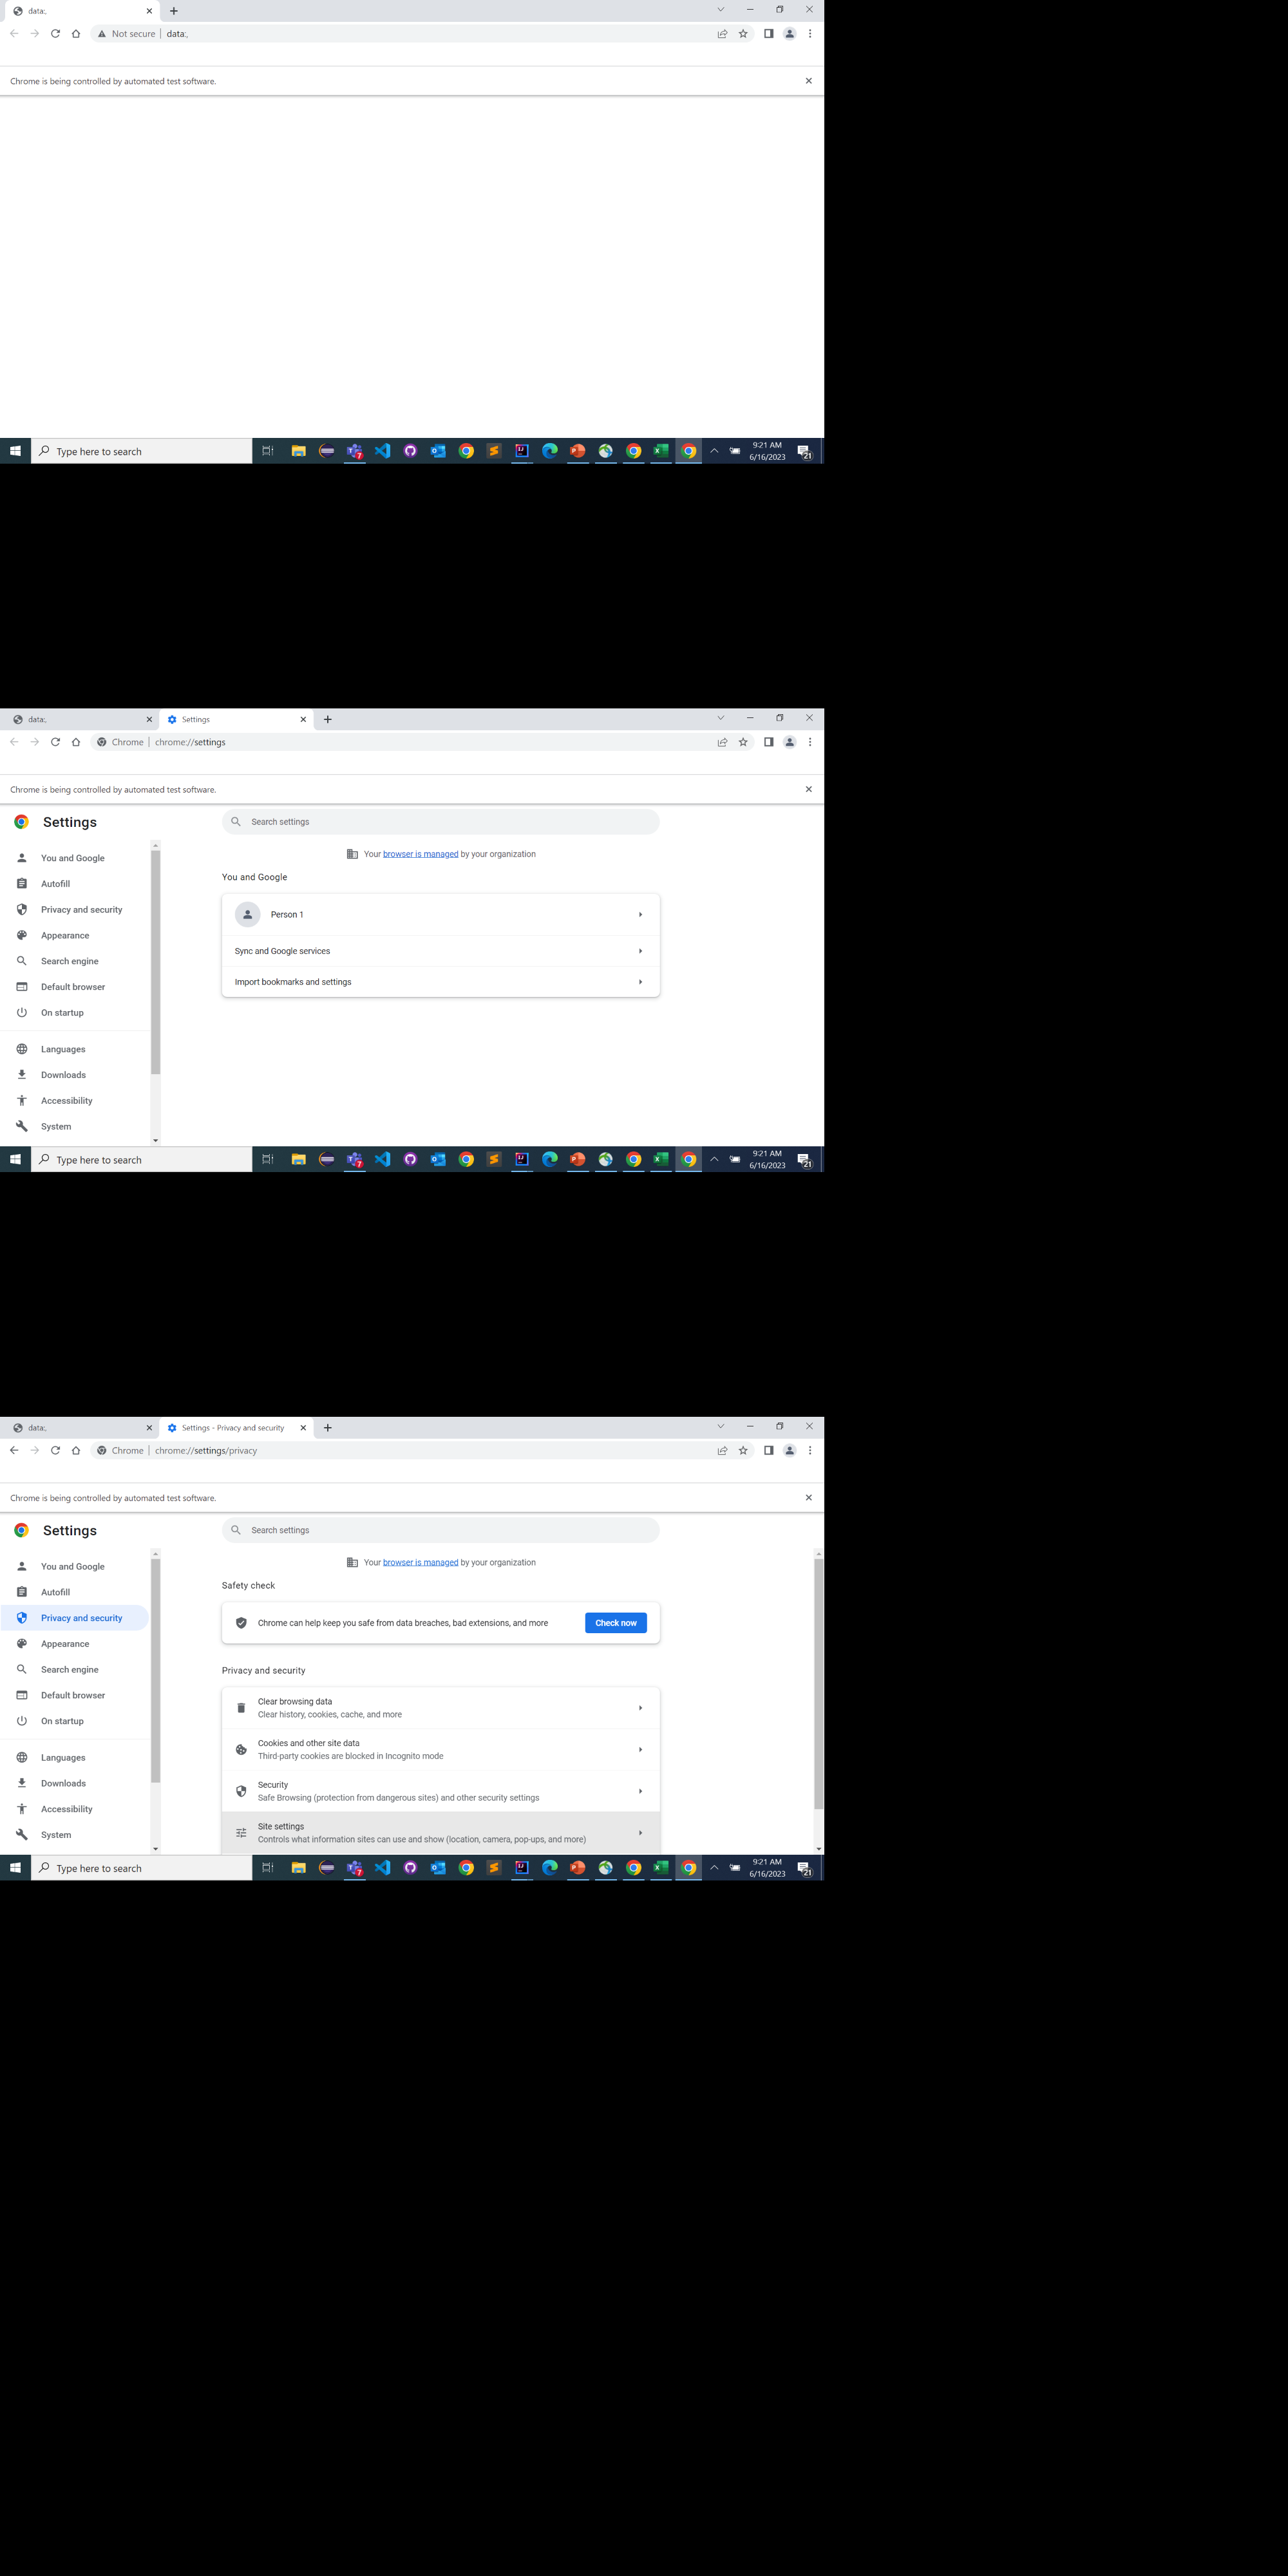 data:,
Not secure | data:,
Chrome is being controlled by automated test software.
Type here to search
9:21 AM
6/16/2023
21
data:,
Settings
Chrome | chrome://settings
Chrome is being controlled by automated test software.
Settings
Search settings
Your browser is managed by your organization
You and Google
Autofill
Privacy and security
Appearance
Search engine
Default browser
On startup
Languages
Downloads
Accessibility
System
You and Google
Person 1
Sync and Google services
Import bookmarks and settings
Type here to search
9:21 AM
6/16/2023
21
data:,
Settings - Privacy and security
Chrome | chrome://settings/privacy
Chrome is being controlled by automated test software.
Settings
Search settings
Your browser is managed by your organization
You and Google
Autofill
Privacy and security
Appearance
Search engine
Default browser
On startup
Languages
Downloads
Accessibility
System
Safety check
Chrome can help keep you safe from data breaches, bad extensions, and more
Check now
Privacy and security
Clear browsing data
Clear history, cookies, cache, and more
Cookies and other site data
Third-party cookies are blocked in Incognito mode
Security
Safe Browsing (protection from dangerous sites) and other security settings
Site settings
Controls what information sites can use and show (location, camera, pop-ups, and more)
Type here to search
9:21 AM
6/16/2023
21